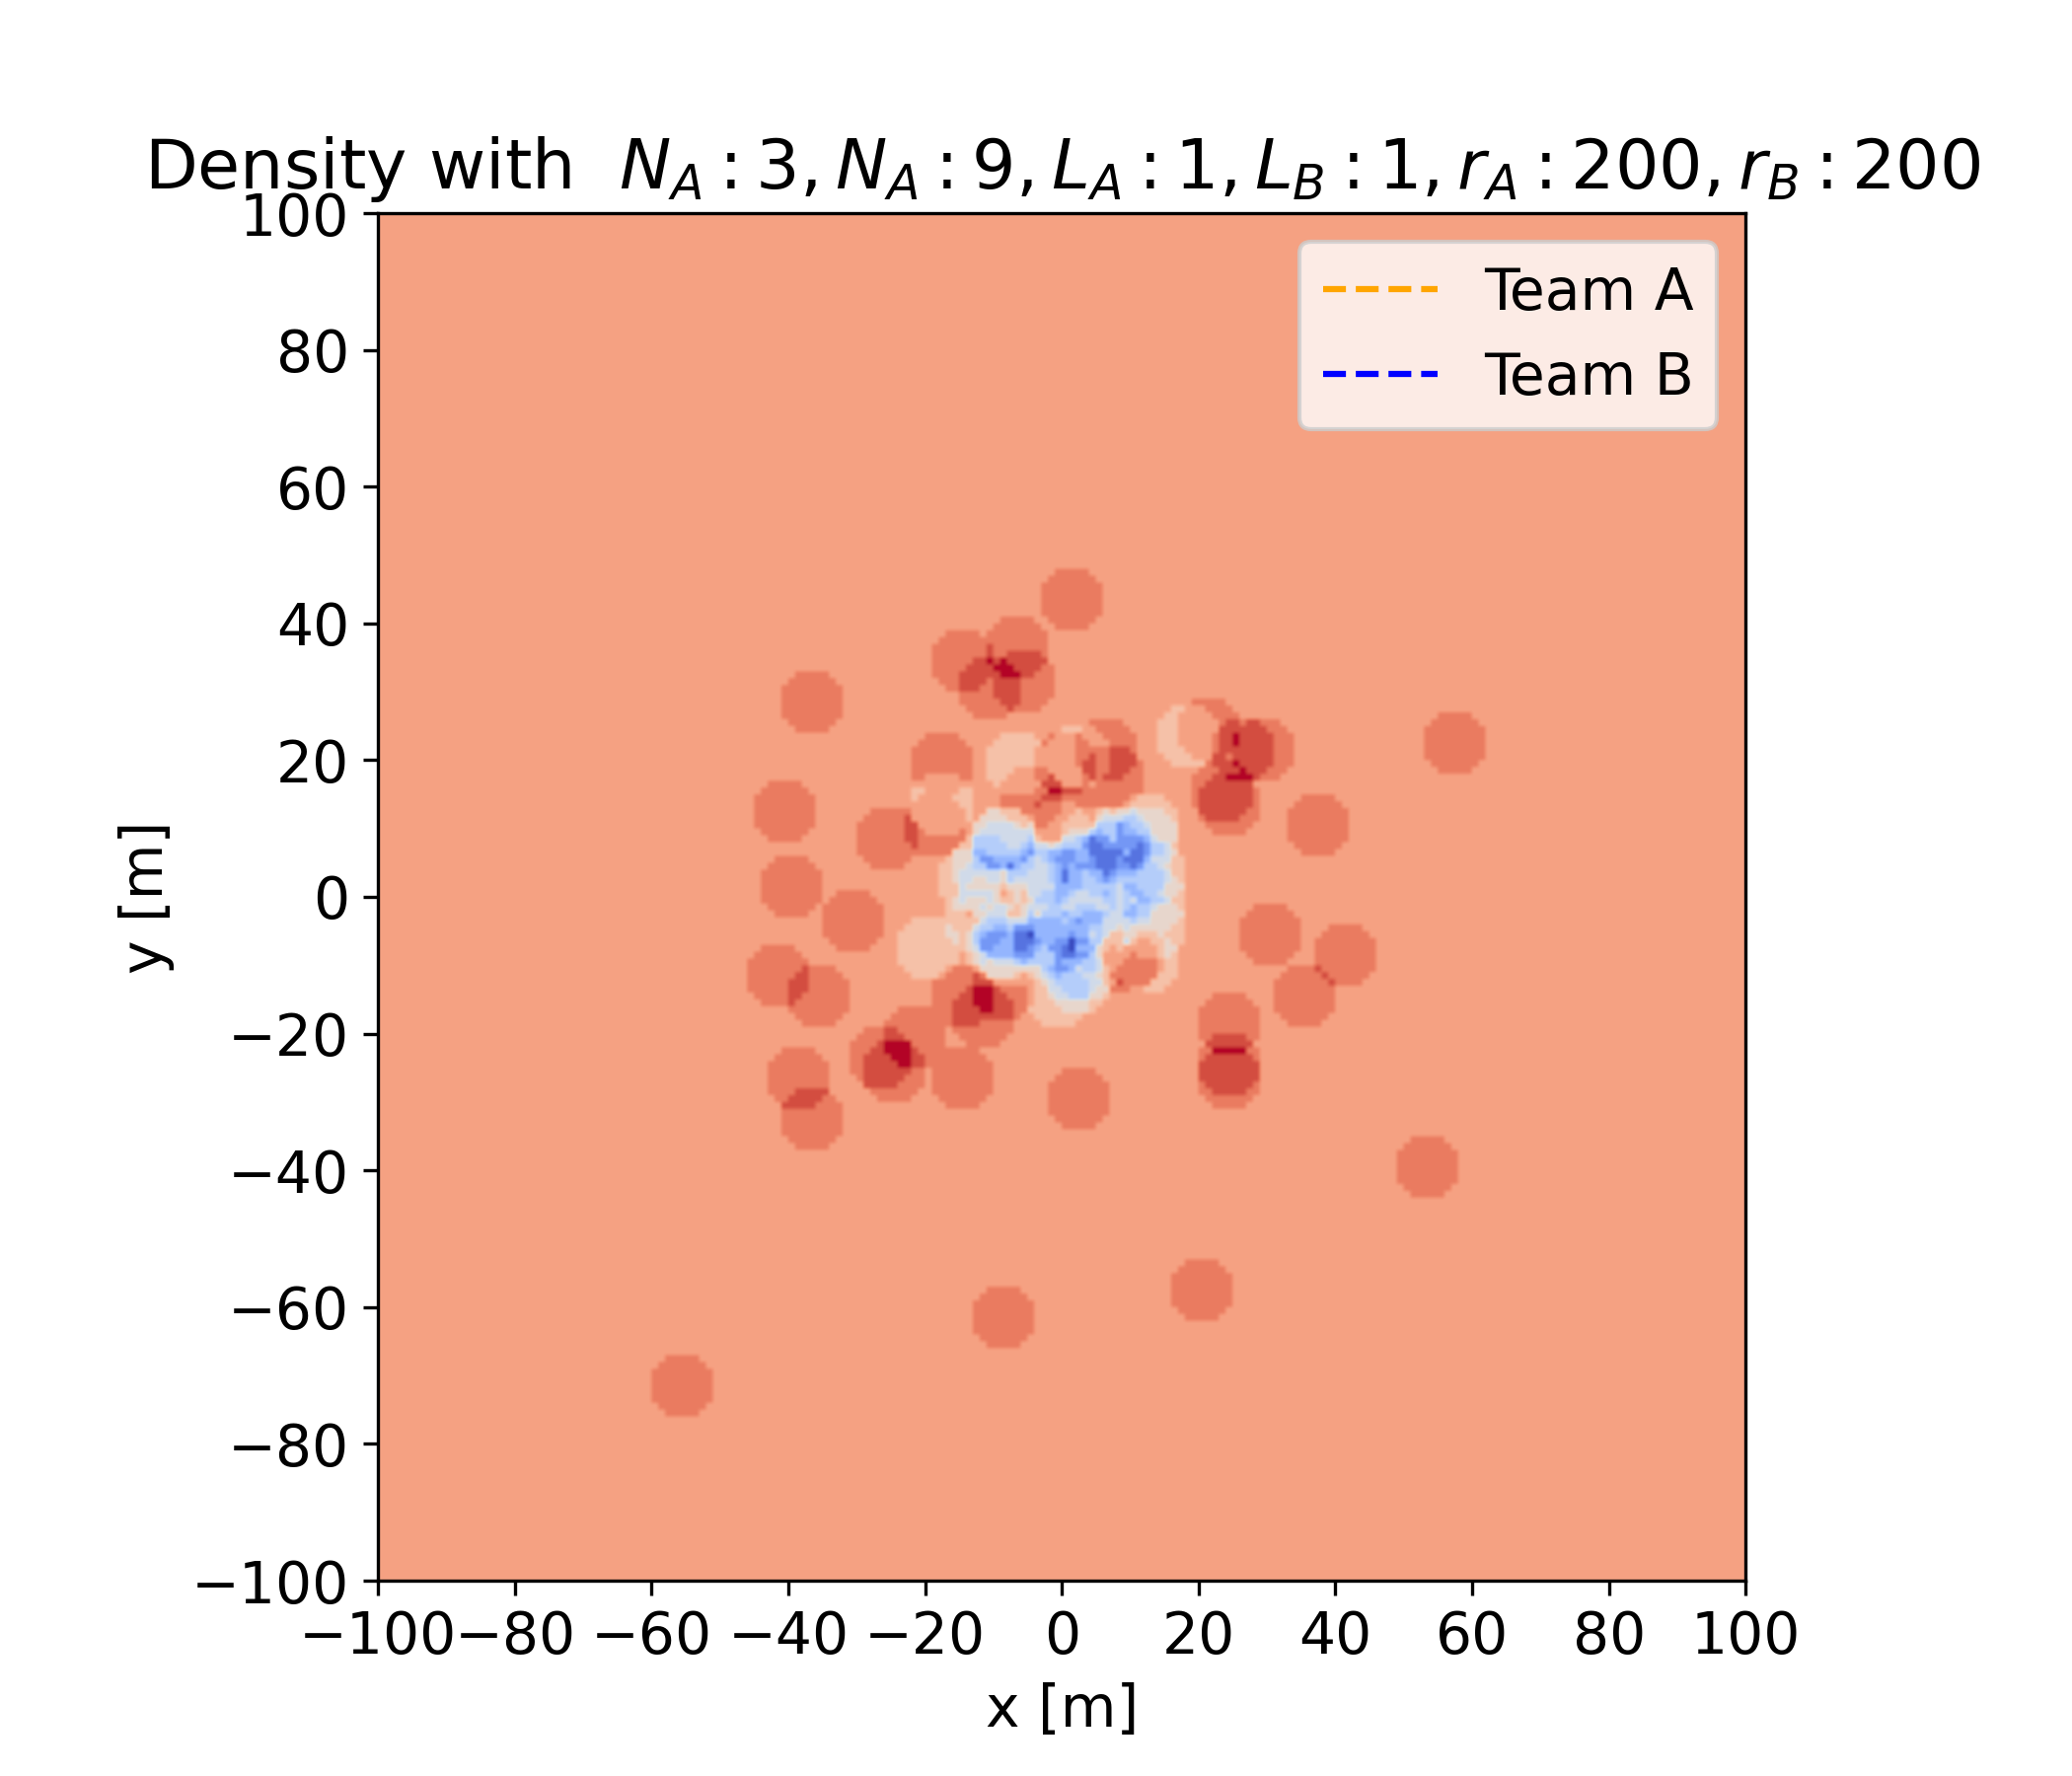 Density with N_A : 3, N_A : 9, L_A : 1, L_B : 1, r_A : 200, r_B : 200
Team A
Team B
100
80
60
40
20
0
−20
−40
−60
−80
−100
y [m]
−100 −80 −60 −40 −20 0 20 40 60 80 100
x [m]